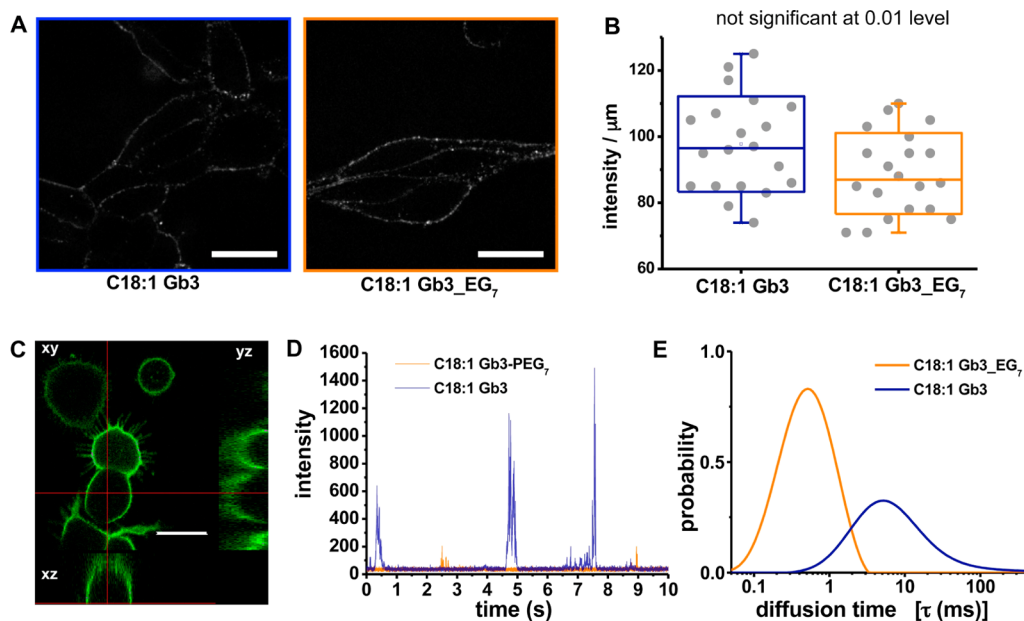 A
C18:1 Gb3
C18:1 Gb3_EG7
B
not significant at 0.01 level
intensity / μm
120
100
80
60
C18:1 Gb3
C18:1 Gb3_EG7
C
xy
yz
xz
D
1600
1400
1200
1000
800
600
400
200
0
intensity
C18:1 Gb3-PEG7
C18:1 Gb3
0 1 2 3 4 5 6 7 8 9 10
time (s)
E
1.0
0.5
0.0
probability
C18:1 Gb3_EG7
C18:1 Gb3
0.1 1 10 100
diffusion time [τ (ms)]